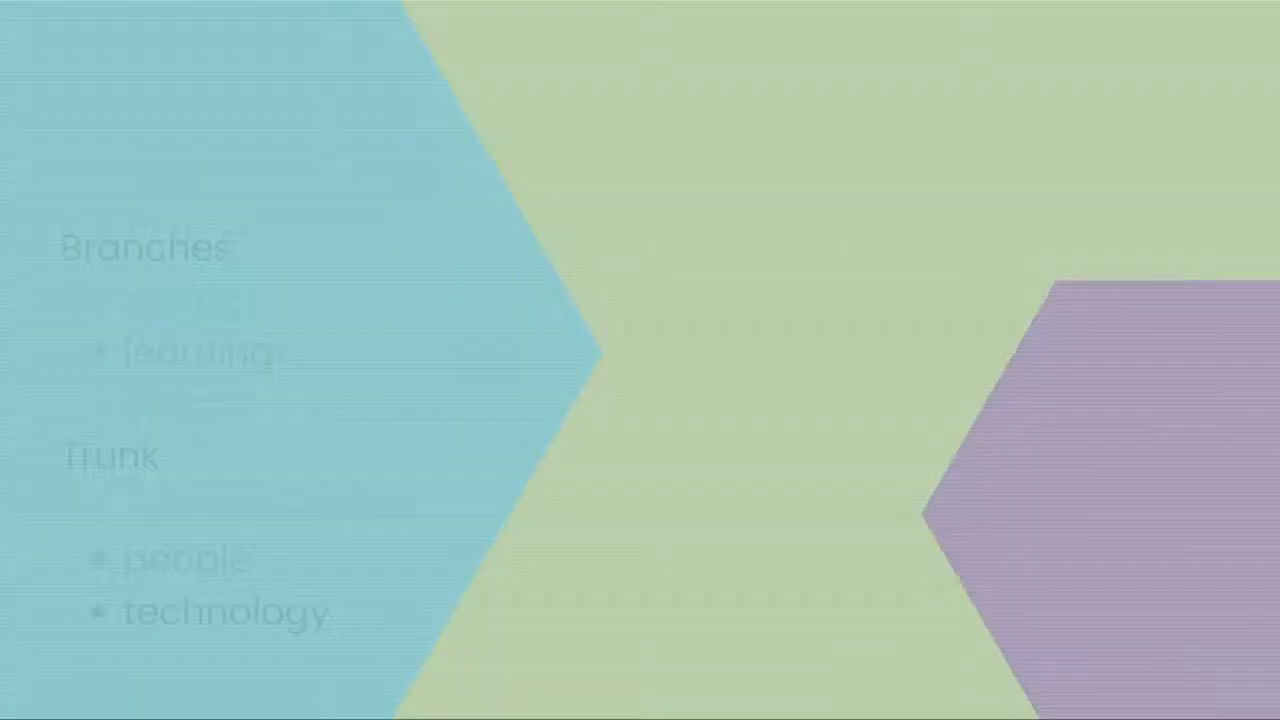 Branches
• learning
Trunk
• people
• technology